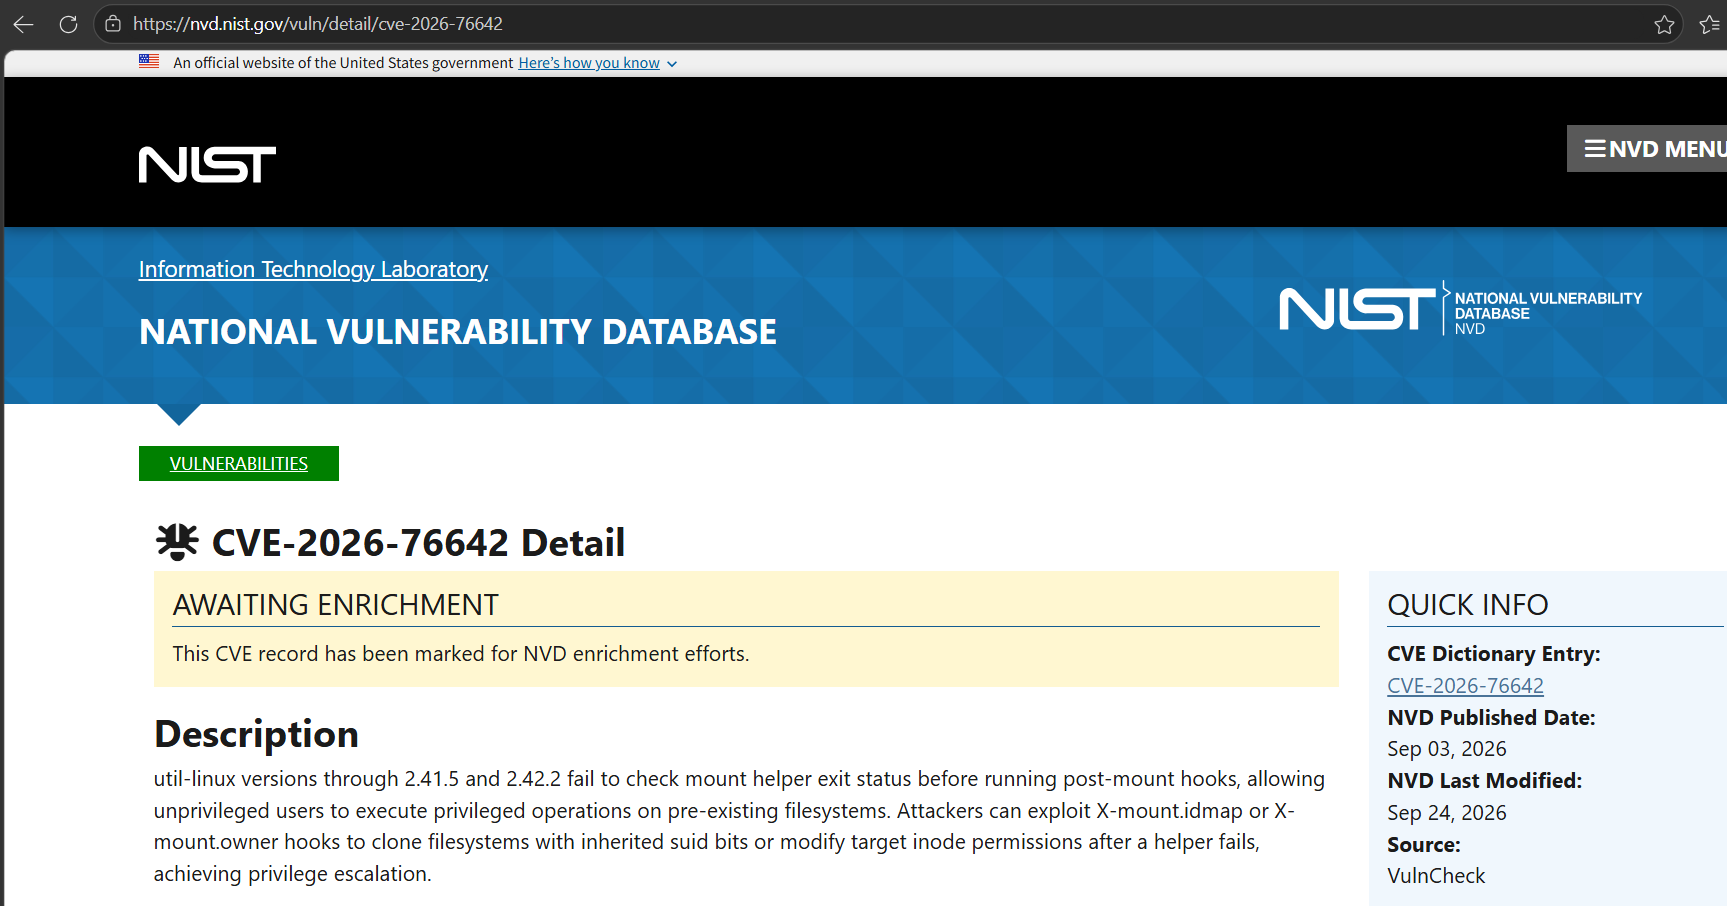 https://nvd.nist.gov/vuln/detail/cve-2026-76642
An official website of the United States government Here's how you know
NIST
NVD MENU
Information Technology Laboratory
NATIONAL VULNERABILITY DATABASE
NIST
NATIONAL VULNERABILITY
DATABASE
NVD
VULNERABILITIES
CVE-2026-76642 Detail
AWAITING ENRICHMENT
This CVE record has been marked for NVD enrichment efforts.
Description
util-linux versions through 2.41.5 and 2.42.2 fail to check mount helper exit status before running post-mount hooks, allowing
unprivileged users to execute privileged operations on pre-existing filesystems. Attackers can exploit X-mount.idmap or X-
mount.owner hooks to clone filesystems with inherited suid bits or modify target inode permissions after a helper fails,
achieving privilege escalation.
QUICK INFO
CVE Dictionary Entry:
CVE-2026-76642
NVD Published Date:
Sep 03, 2026
NVD Last Modified:
Sep 24, 2026
Source:
VulnCheck